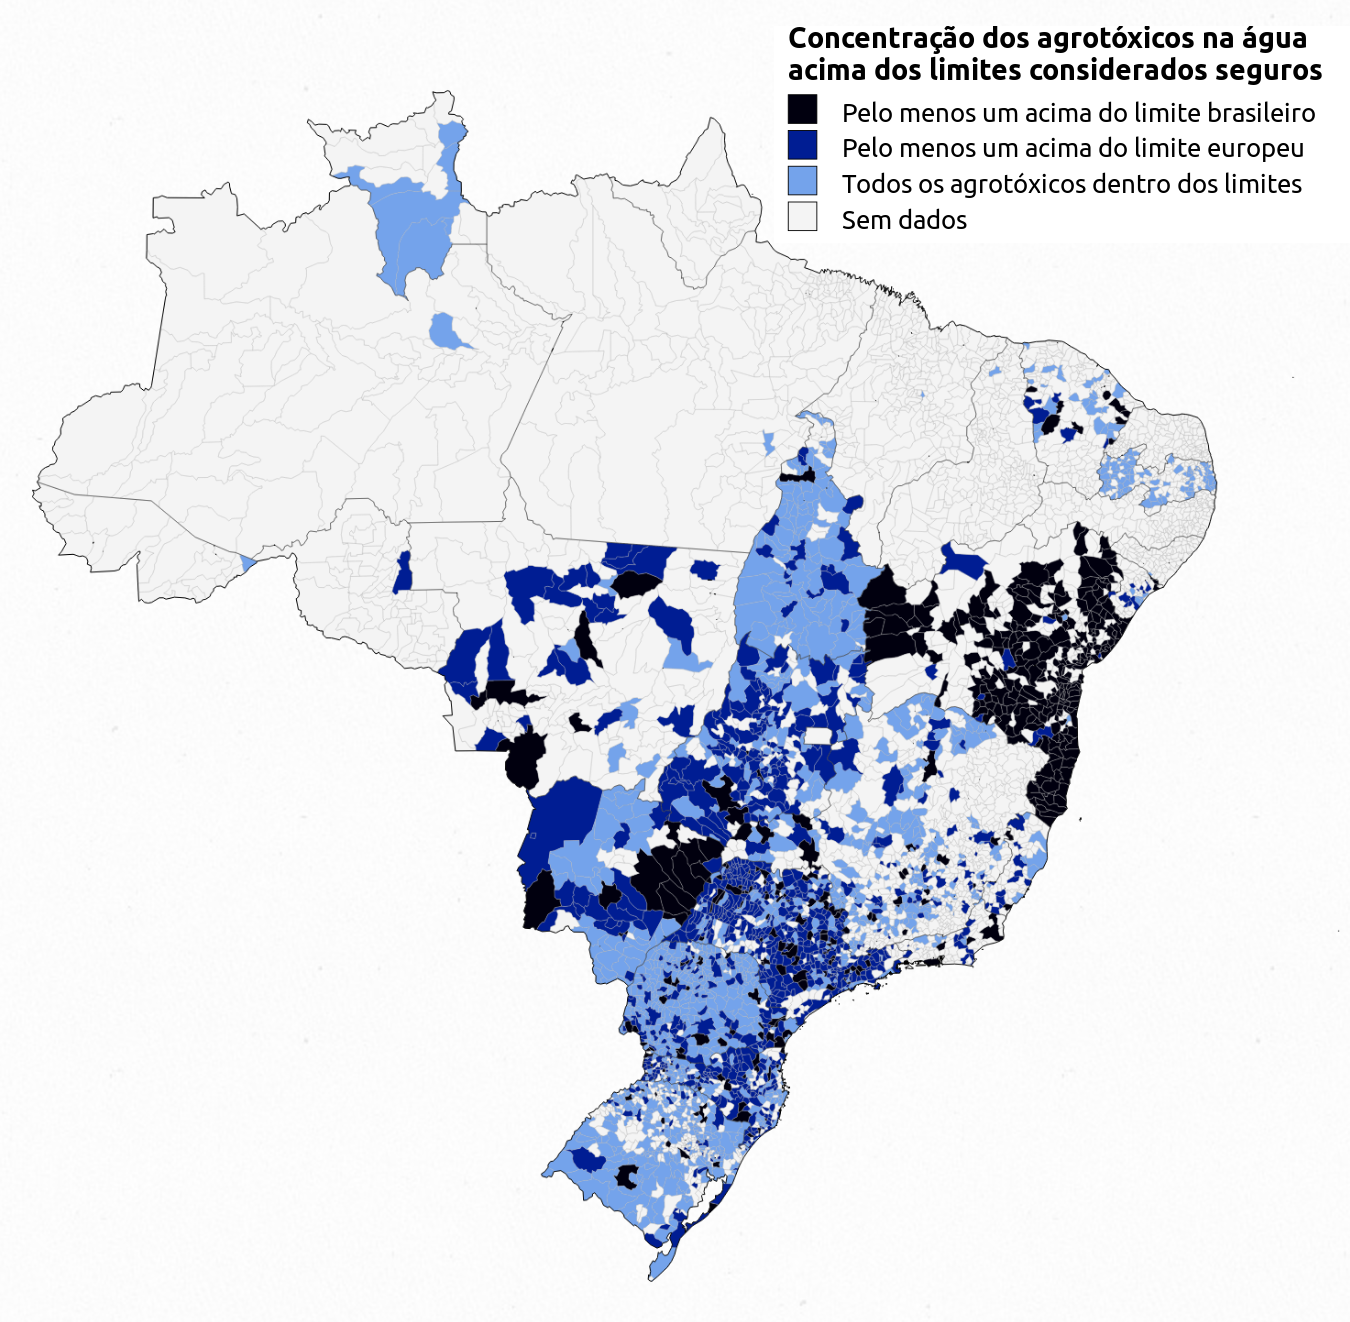 Concentração dos agrotóxicos na água
acima dos limites considerados seguros
Pelo menos um acima do limite brasileiro
Pelo menos um acima do limite europeu
Todos os agrotóxicos dentro dos limites
Sem dados